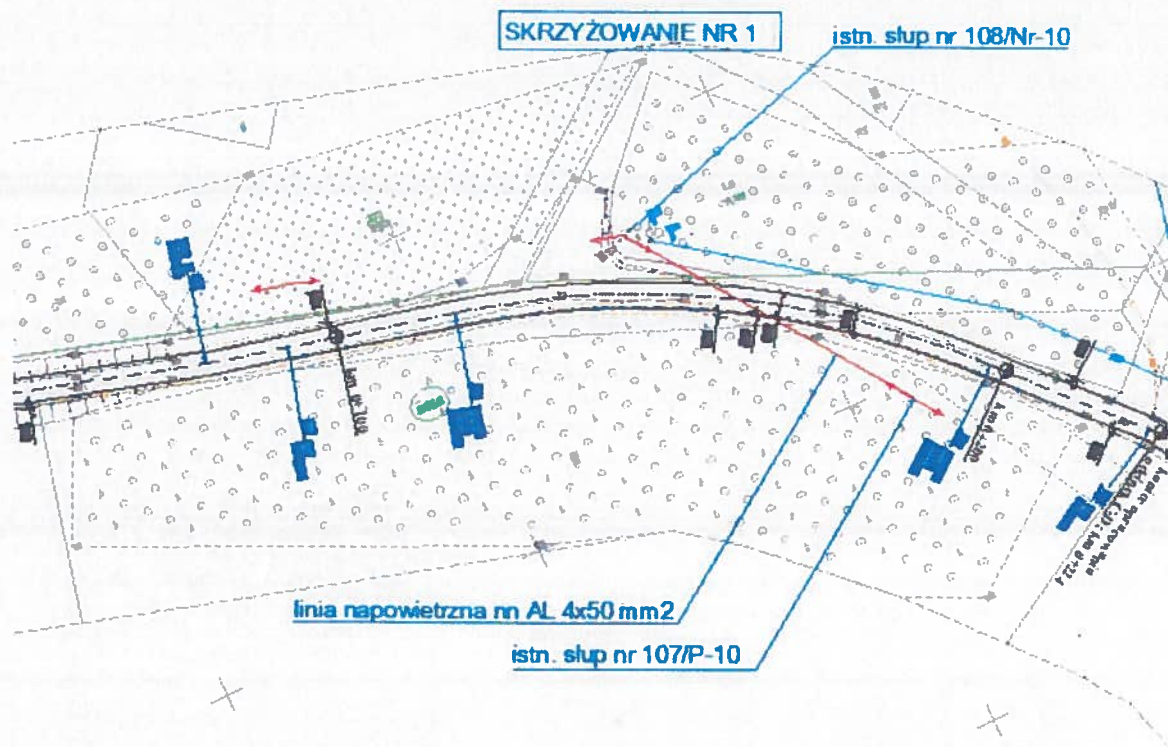 SKRZYŻOWANIE NR 1
istn. słup nr 108/Nr-10
linia napowietrzna nn AL 4x50 mm2
istn. słup nr 107/P-10